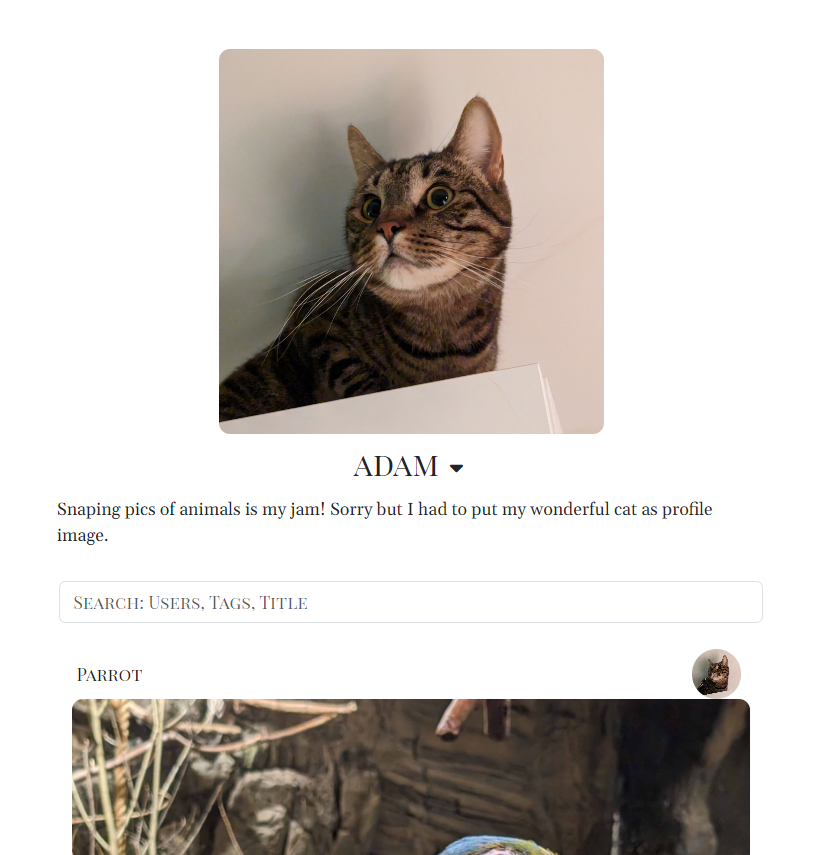 ADAM
Snaping pics of animals is my jam! Sorry but I had to put my wonderful cat as profile
image.
Search: Users, Tags, Title
Parrot